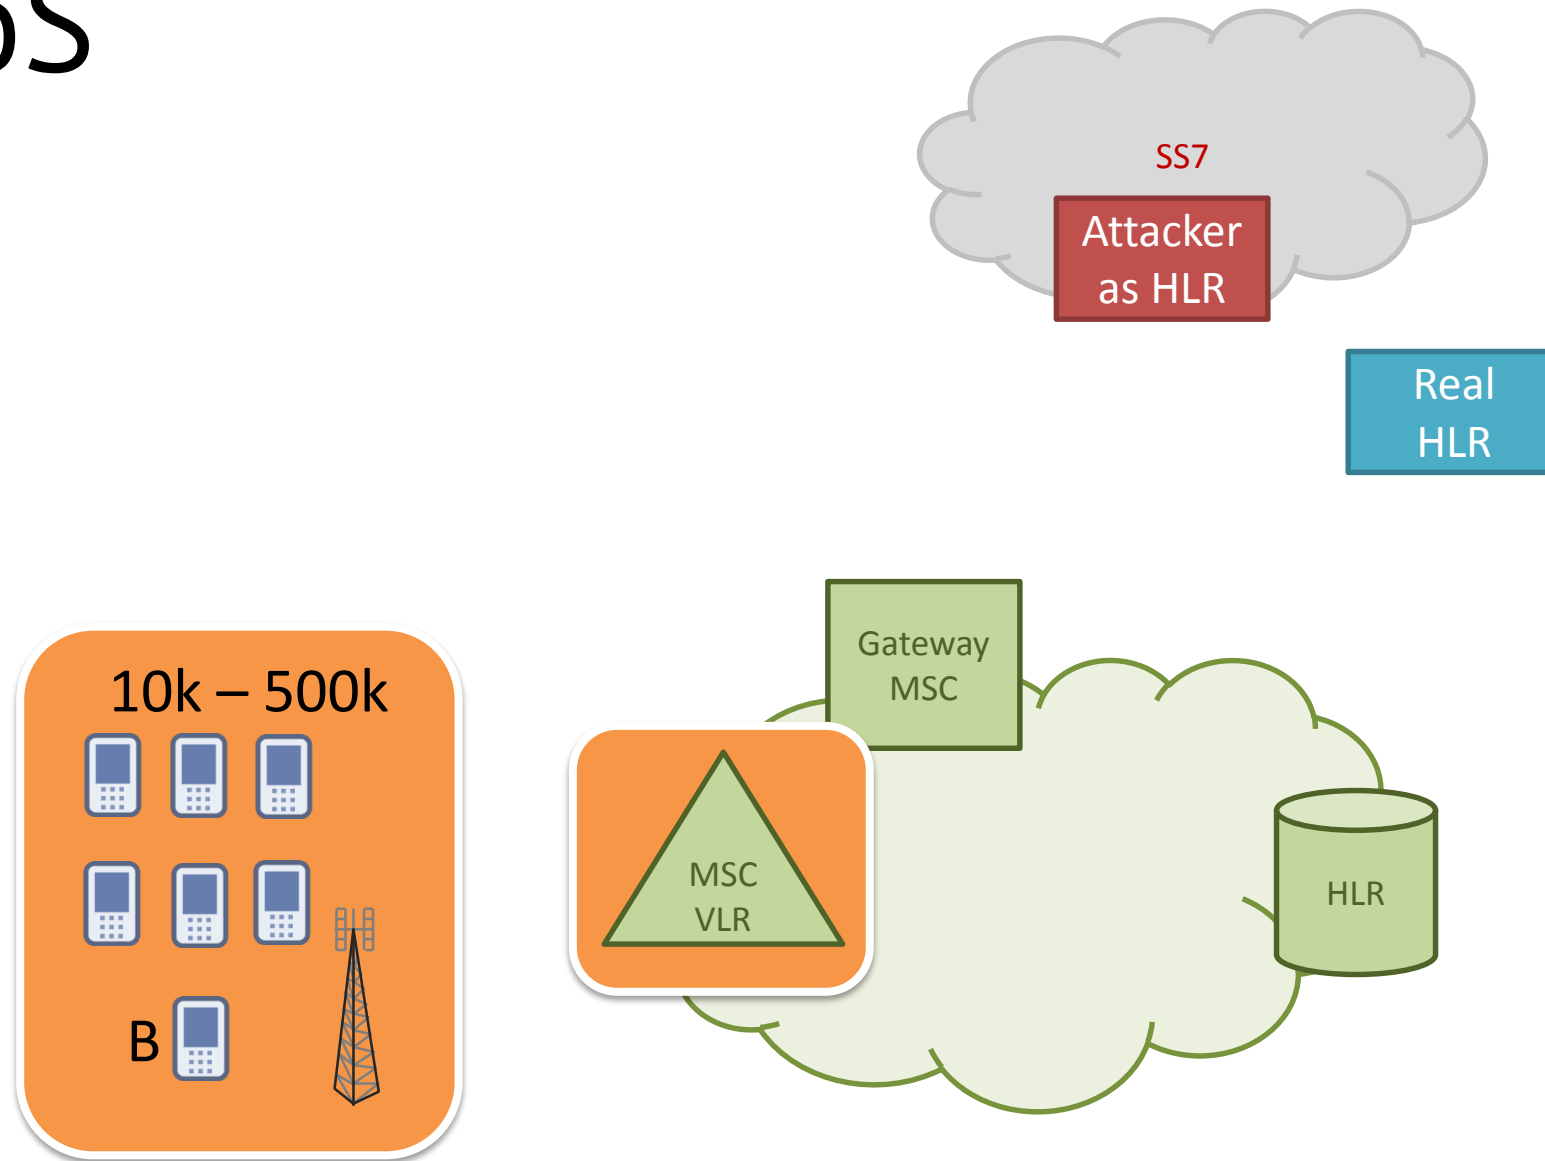 SS7
Attacker
as HLR
Real
HLR
Gateway
MSC
10k – 500k
MSC
VLR
HLR
B